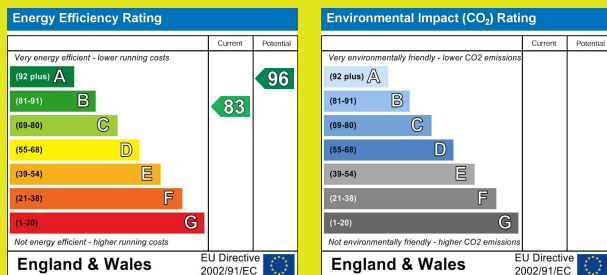 Energy Efficiency Rating
Current Potential
Very energy efficient - lower running costs
(92 plus) A
96
(81-91) B
83
(69-80) C
(55-68) D
(39-54) E
(21-38) F
(1-20) G
Not energy efficient - higher running costs
England & Wales
EU Directive
2002/91/EC
Environmental Impact (CO₂) Rating
Current Potential
Very environmentally friendly - lower CO2 emissions
(92 plus) A
(81-91) B
(69-80) C
(55-68) D
(39-54) E
(21-38) F
(1-20) G
Not environmentally friendly - higher CO2 emissions
England & Wales
EU Directive
2002/91/EC